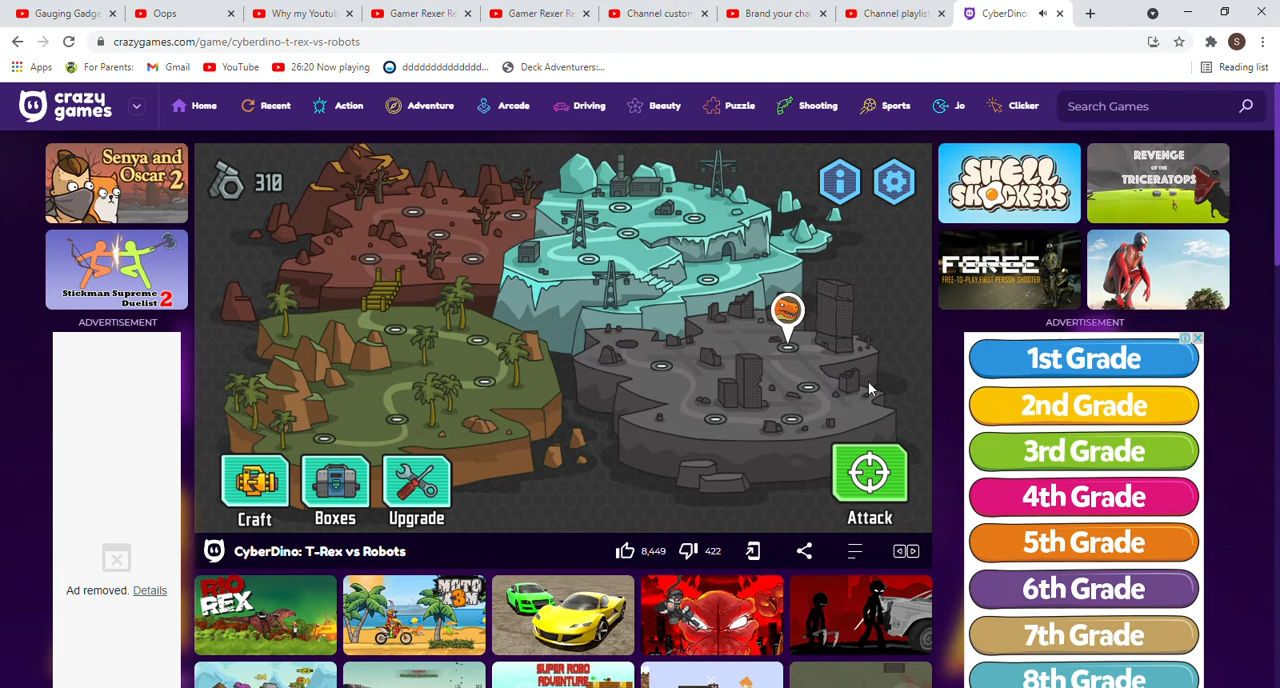 Gauging Gadge
Oops
Why my Youtub
Gamer Rexer Re
Gamer Rexer Re
Channel custom
Brand your cha
Channel playlist
CyberDino:
crazygames.com/game/cyberdino-t-rex-vs-robots
S
Apps
For Parents:
Gmail
YouTube
26:20 Now playing
ddddddddddddddd...
Deck Adventurers:...
Reading list
crazy games
Home
Recent
Action
Adventure
Arcade
Driving
Beauty
Puzzle
Shooting
Sports
.io
Clicker
Search Games
Senya and Oscar 2
Stickman Supreme Duelist 2
ADVERTISEMENT
Ad removed. Details
310
Craft
Boxes
Upgrade
Attack
CyberDino: T-Rex vs Robots
8,449
422
RIO REX
MOTO X3M
SUPER ROBO ADVENTURE
SHELL SHOCKERS
REVENGE OF THE TRICERATOPS
FREE-TO-PLAY FIRST PERSON SHOOTER
ADVERTISEMENT
1st Grade
2nd Grade
3rd Grade
4th Grade
5th Grade
6th Grade
7th Grade
8th Grade